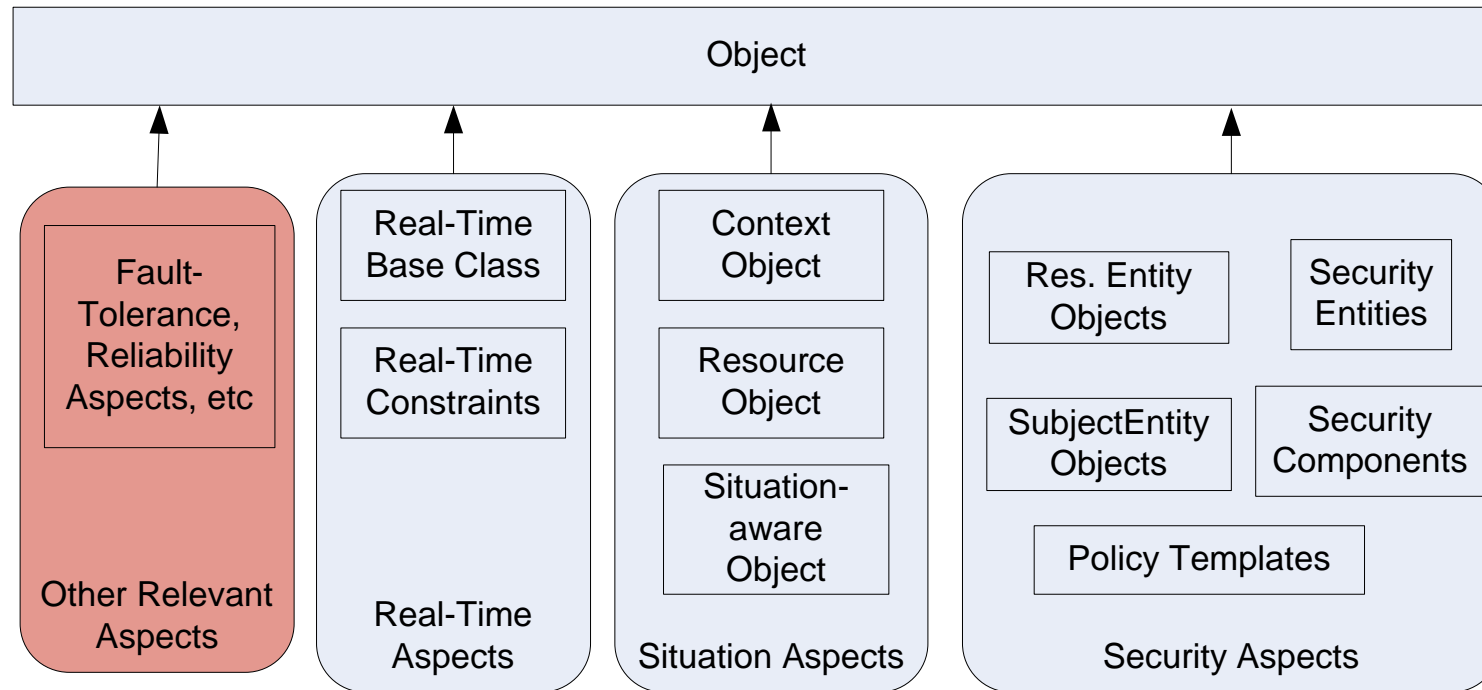 Object
Fault-
Tolerance,
Reliability
Aspects, etc
Other Relevant
Aspects
Real-Time
Base Class
Real-Time
Constraints
Real-Time
Aspects
Context
Object
Resource
Object
Situation-
aware
Object
Situation Aspects
Res. Entity
Objects
Security
Entities
SubjectEntity
Objects
Security
Components
Policy Templates
Security Aspects